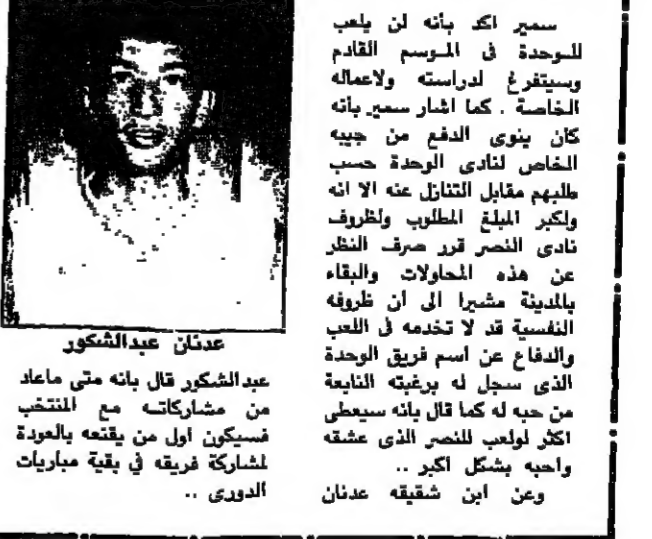 سمير اكد بأنه لن يلعب
للوحدة فى الموسم القادم
وسيتفرغ لدراسته ولاعماله
الخاصة . كما اشار سمير بانه
كان ينوى الدفع من جيبه
الخاص لنادى الوحدة حسب
طلبهم مقابل التنازل عنه الا انه
ولكبر المبلغ المطلوب ولظروف
نادى النصر قرر صرف النظر
عن هذه المحاولات والبقاء
بالمدينة مشيرا الى أن ظروفه
النفسية قد لا تخدمه فى اللعب
والدفاع عن اسم فريق الوحدة
الذى سجل له برغبته النابعة
من حبه له كما قال بانه سيعطى
اكثر لولعب للنصر الذى عشقه
واحبه بشكل أكبر ..
وعن ابن شقيقه عدنان
عدنان عبدالشكور
عبدالشكور قال بانه متى ماعاد
من مشاركاته مع المنتخب
فسيكون أول من يقنعه بالعودة
لمشاركة فريقه في بقية مباريات
الدورى ..